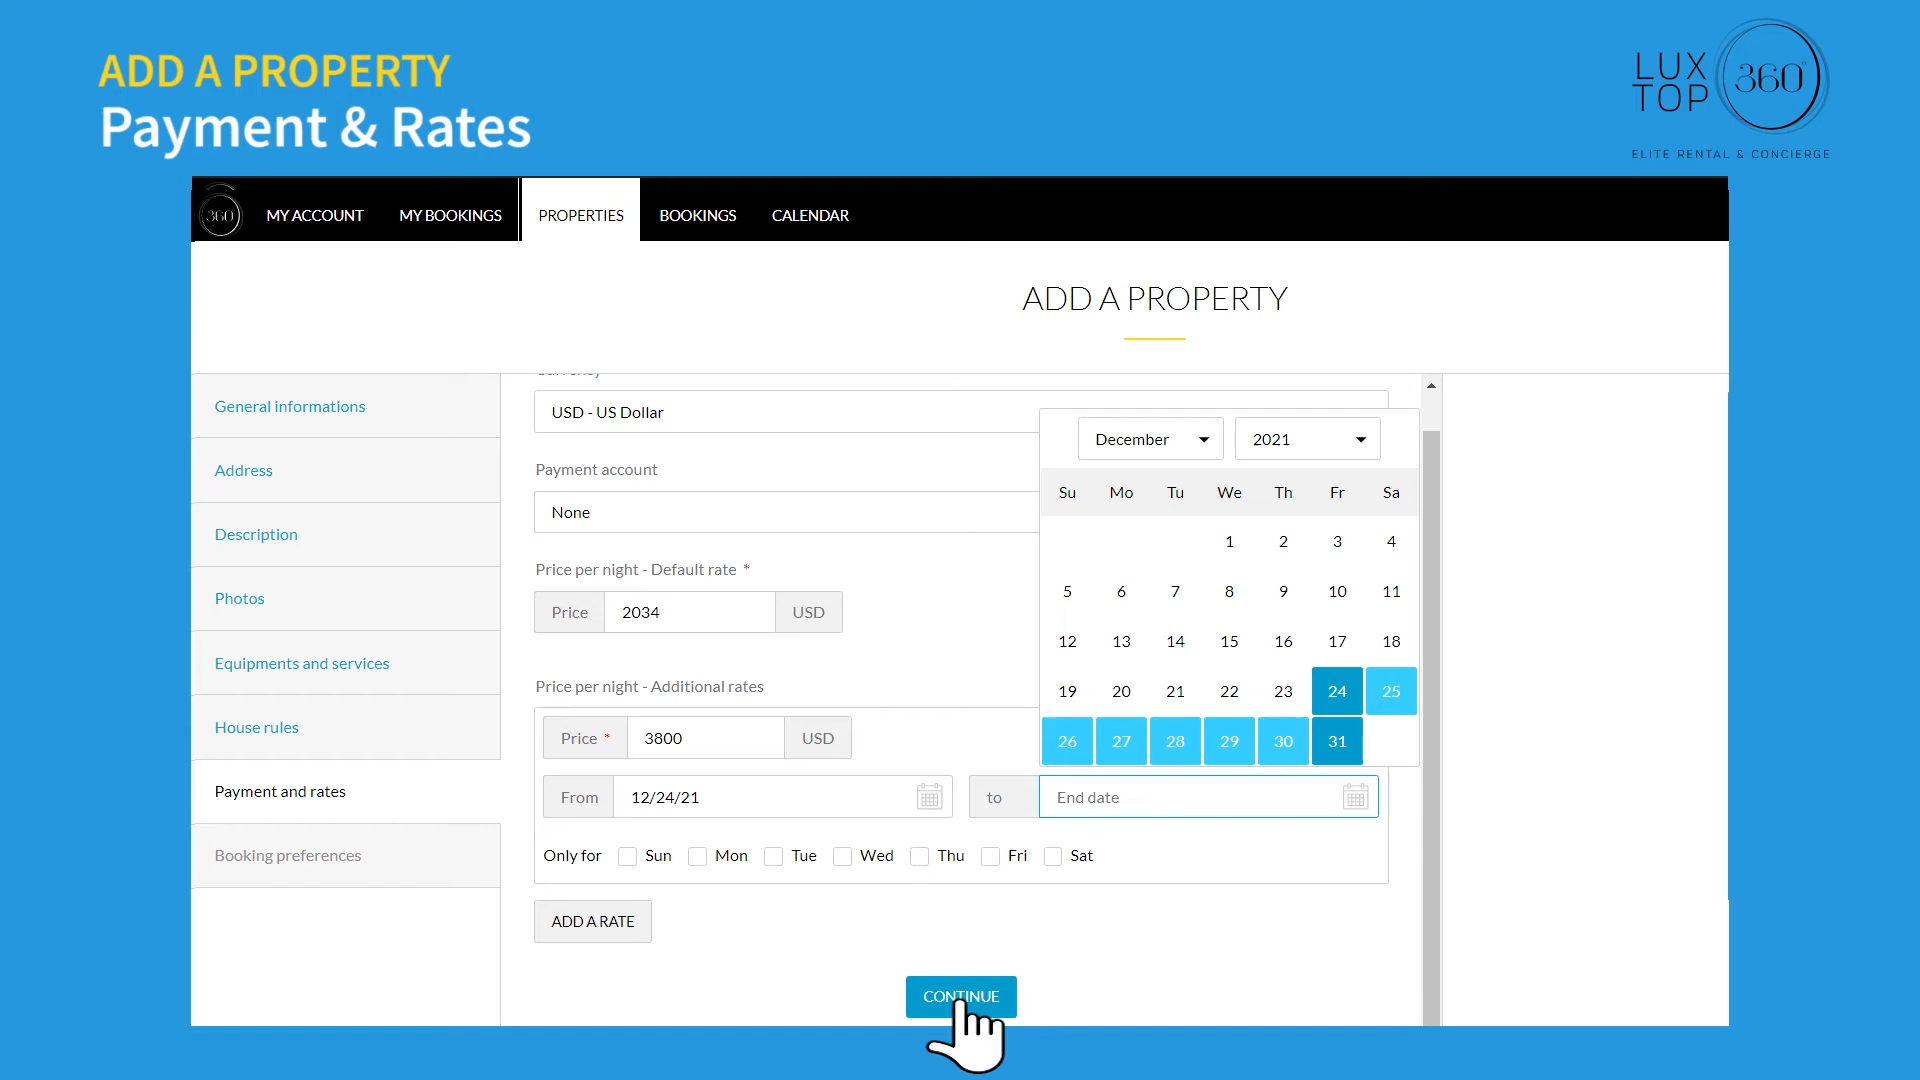 ADD A PROPERTY
Payment & Rates
LUX
TOP
360°
ELITE RENTAL & CONCIERGE
360
MY ACCOUNT
MY BOOKINGS
PROPERTIES
BOOKINGS
CALENDAR
ADD A PROPERTY
General informations
Address
Description
Photos
Equipments and services
House rules
Payment and rates
Booking preferences
USD - US Dollar
Payment account
None
Price per night - Default rate *
Price 2034 USD
Price per night - Additional rates
Price * 3800 USD
From 12/24/21 to End date
Only for Sun Mon Tue Wed Thu Fri Sat
ADD A RATE
CONTINUE
December 2021
Su Mo Tu We Th Fr Sa
1 2 3 4
5 6 7 8 9 10 11
12 13 14 15 16 17 18
19 20 21 22 23 24 25
26 27 28 29 30 31